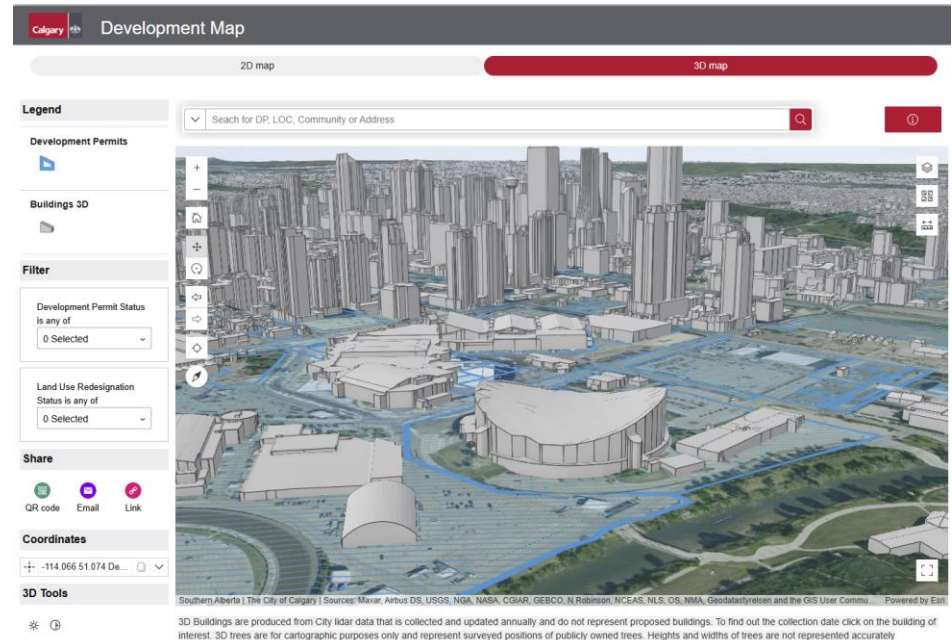 Calgary
Development Map
2D map
3D map
Legend
Development Permits
Buildings 3D
Filter
Development Permit Status
is any of
0 Selected
Land Use Redesignation
Status is any of
0 Selected
Share
QR code Email Link
Coordinates
-114.066 51.074 De...
3D Tools
Seach for DP, LOC, Community or Address
Southern Alberta | The City of Calgary | Sources: Maxar, Airbus DS, USGS, NGA, NASA, CGIAR, GEBCO, N Robinson, NCEAS, NLS, OS, NMA, Geodatastyrelsen and the GIS User Commu... Powered by Esri
3D Buildings are produced from City lidar data that is collected and updated annually and do not represent proposed buildings. To find out the collection date click on the building of
interest. 3D trees are for cartographic purposes only and represent surveyed positions of publicly owned trees. Heights and widths of trees are not represented accurately